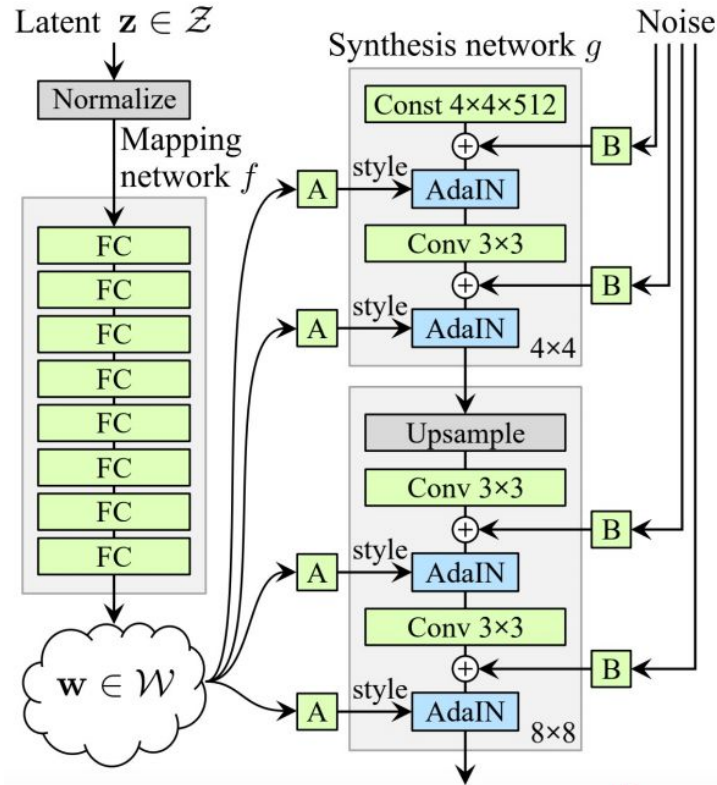 Latent z ∈ 𝒵
Normalize
Mapping
network f
FC
FC
FC
FC
FC
FC
FC
FC
w ∈ 𝒲
Synthesis network g
Noise
Const 4×4×512
B
A
style
AdaIN
Conv 3×3
B
A
style
AdaIN
4×4
Upsample
Conv 3×3
B
A
style
AdaIN
Conv 3×3
B
A
style
AdaIN
8×8